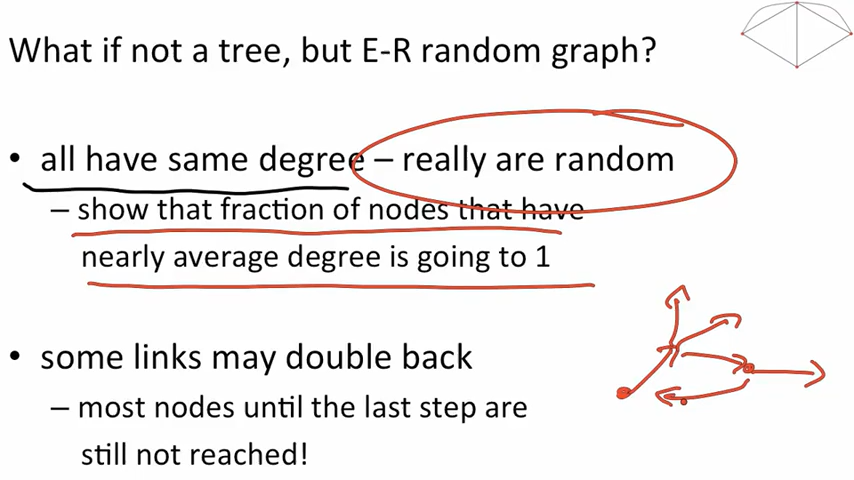 What if not a tree, but E-R random graph?
• all have same degree – really are random
– show that fraction of nodes that have
nearly average degree is going to 1
• some links may double back
– most nodes until the last step are
still not reached!